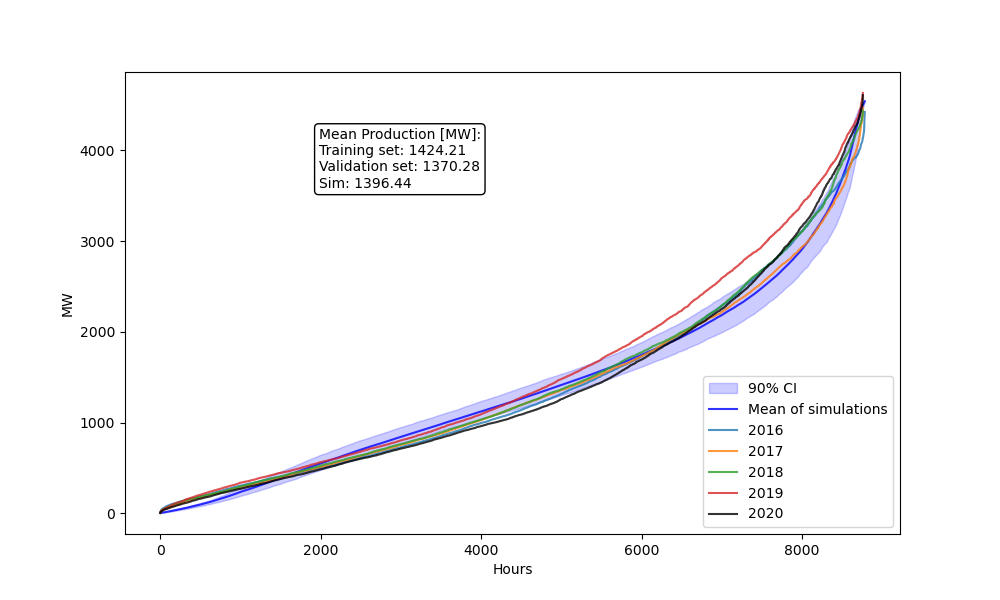 Mean Production [MW]:
Training set: 1424.21
Validation set: 1370.28
Sim: 1396.44
MW
4000
3000
2000
1000
0
0 2000 4000 6000 8000
Hours
90% CI
Mean of simulations
2016
2017
2018
2019
2020